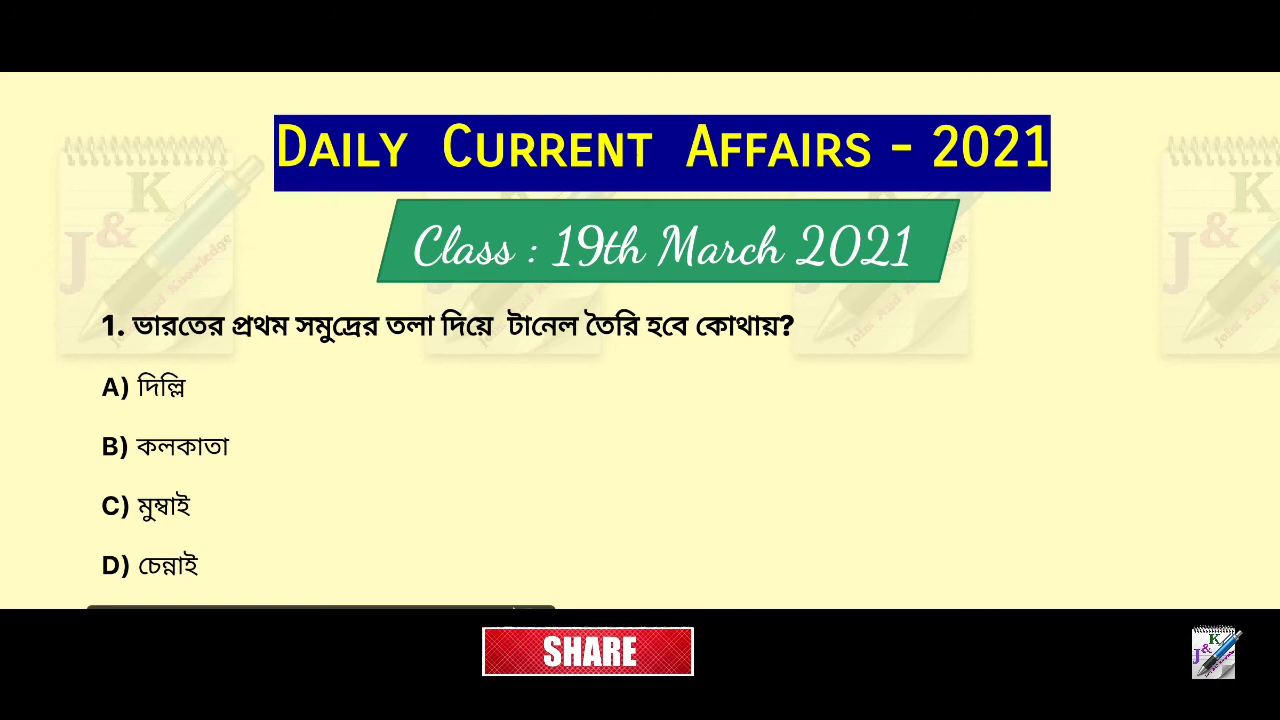 Daily Current Affairs - 2021
Class : 19th March 2021
1. ভারতের প্রথম সমুদ্রের তলা দিয়ে টানেল তৈরি হবে কোথায়?
A) দিল্লি
B) কলকাতা
C) মুম্বাই
D) চেন্নাই
SHARE
J&K